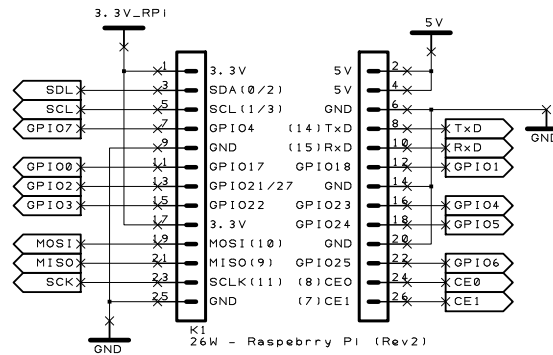 3.3V_RPi
5V
1 3.3V
2 5V
SDL 3 SDA(0/2)
4 5V
SCL 5 SCL(1/3)
6 GND
GPIO7 7 GPIO4
8 (14)TxD TxD
GND
9 GND
10 (15)RxD RxD
GPIO0 11 GPIO17
12 GPIO18 GPIO1
GPIO2 13 GPIO21/27
14 GND
GPIO3 15 GPIO22
16 GPIO23 GPIO4
17 3.3V
18 GPIO24 GPIO5
MOSI 19 MOSI(10)
20 GND
MISO 21 MISO(9)
22 GPIO25 GPIO6
SCK 23 SCLK(11)
24 (8)CE0 CE0
25 GND
26 (7)CE1 CE1
GND
K1
26W - Raspebrry Pi (Rev2)